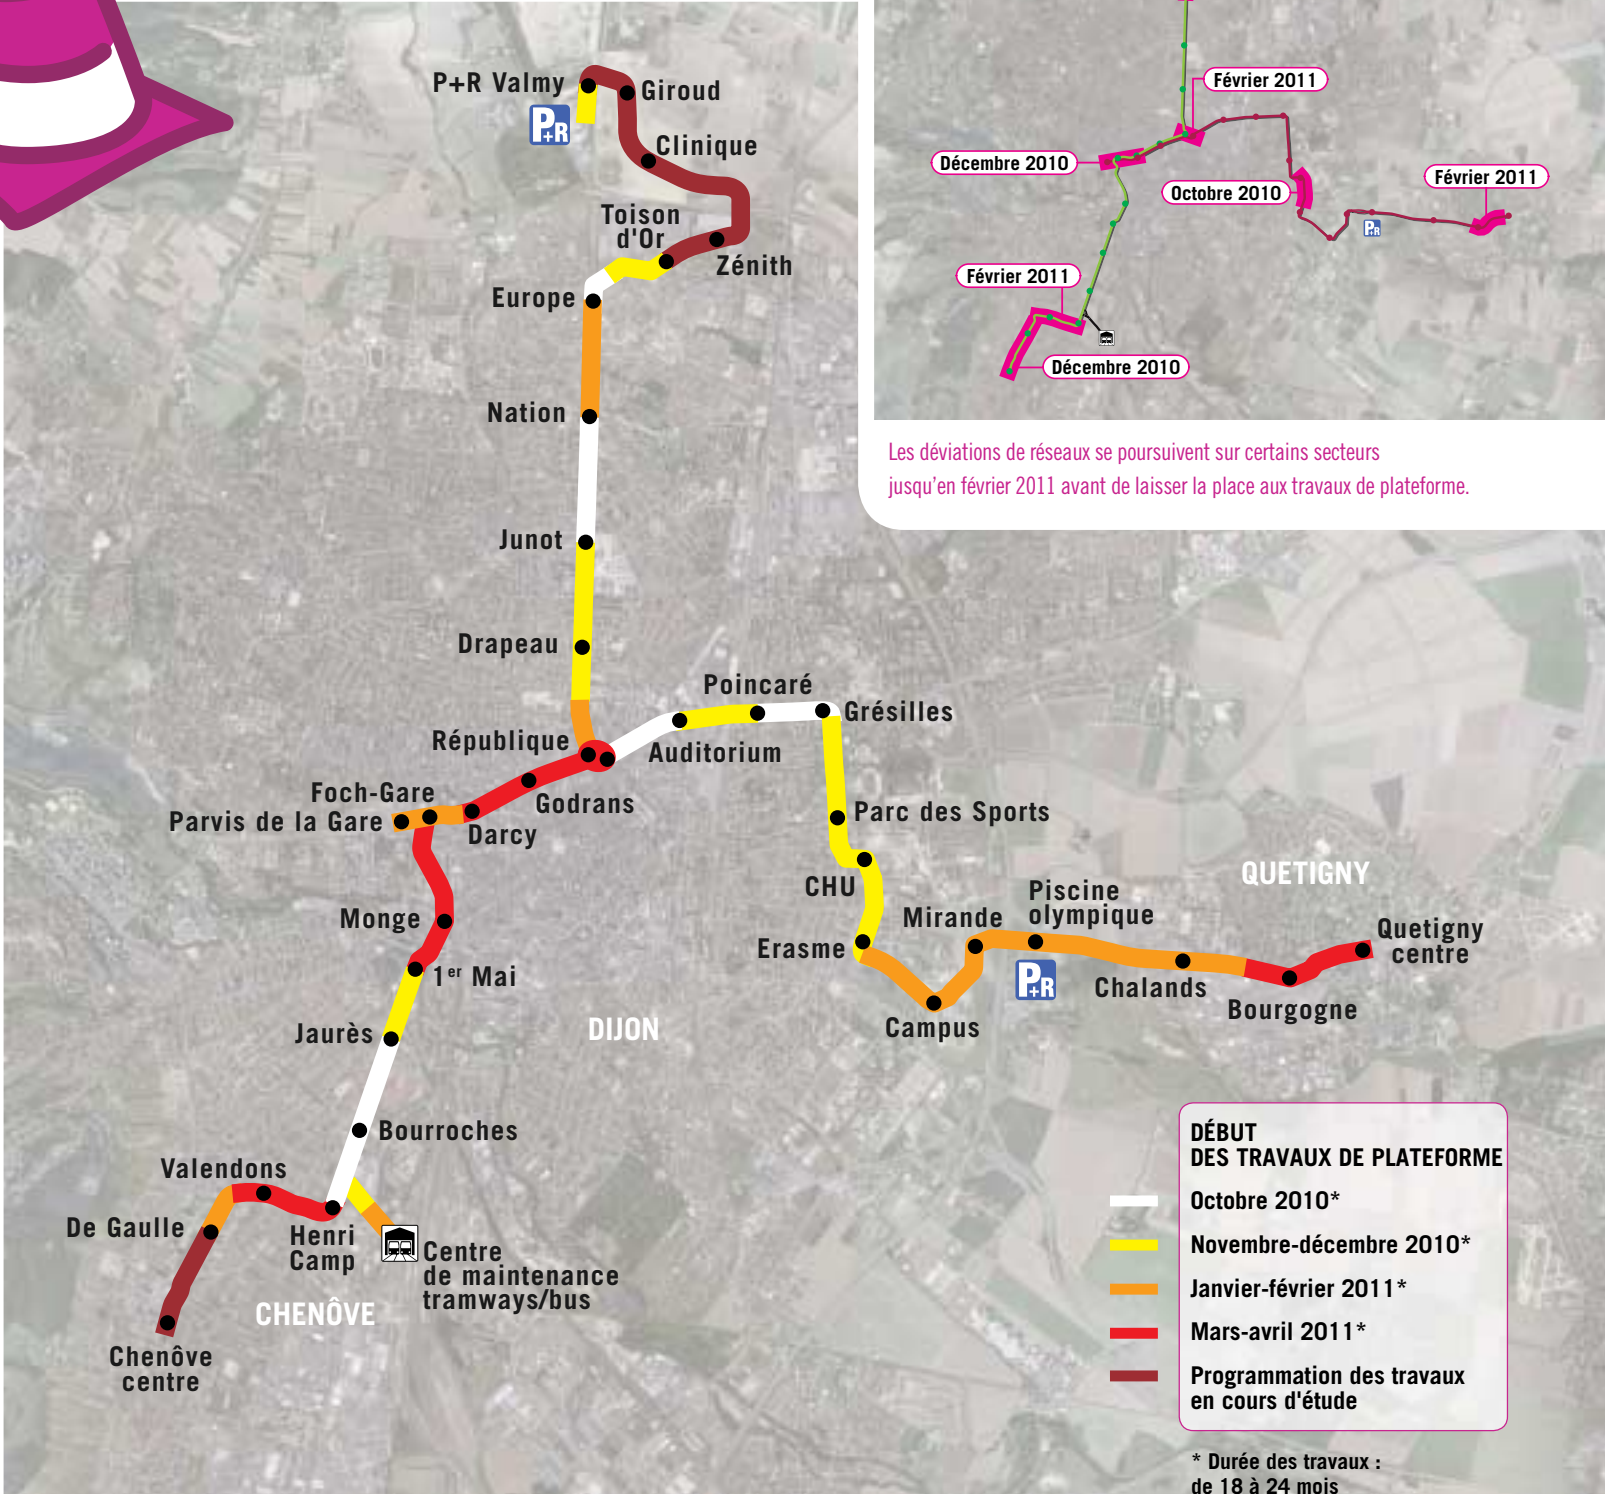 P+R Valmy
Giroud
P+R
Clinique
Toison
d'Or
Zénith
Europe
Nation
Junot
Drapeau
Poincaré
Grésilles
République
Auditorium
Foch-Gare
Godrans
Parvis de la Gare
Darcy
Parc des Sports
CHU
QUETIGNY
Piscine
olympique
Monge
Mirande
Quetigny
centre
Erasme
1er Mai
P+R
Chalands
Bourgogne
Campus
DIJON
Jaurès
Bourroches
Valendons
De Gaulle
Henri
Camp
Centre
de maintenance
tramways/bus
CHENÔVE
Chenôve
centre
Février 2011
Décembre 2010
Octobre 2010
Février 2011
P+R
Février 2011
Décembre 2010
Les déviations de réseaux se poursuivent sur certains secteurs
jusqu'en février 2011 avant de laisser la place aux travaux de plateforme.
DÉBUT
DES TRAVAUX DE PLATEFORME
Octobre 2010*
Novembre-décembre 2010*
Janvier-février 2011*
Mars-avril 2011*
Programmation des travaux
en cours d'étude
* Durée des travaux :
de 18 à 24 mois